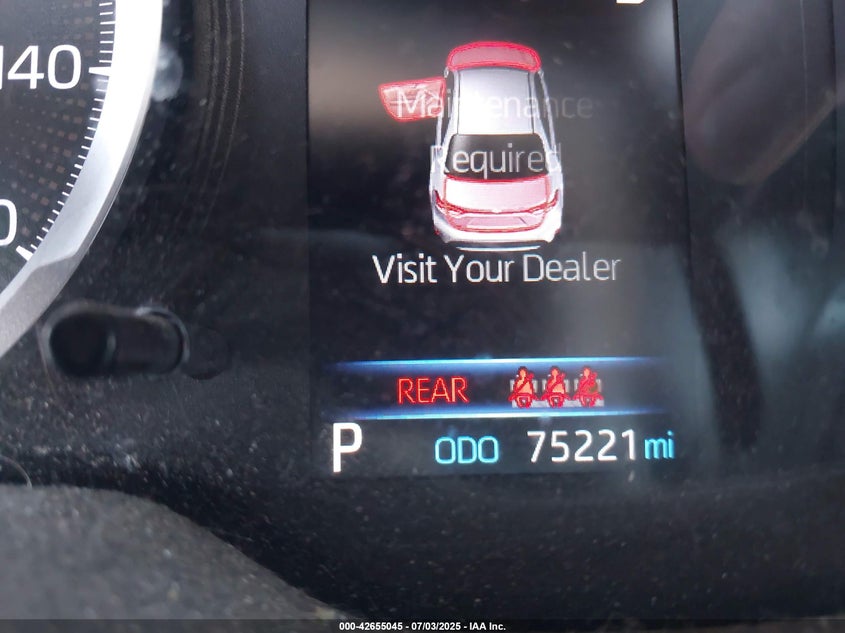 140
Maintenance
Required
Visit Your Dealer
REAR
P ODO 75221 mi
000-42655045 - 07/03/2025 - IAA Inc.